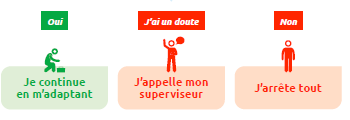 Oui
J'ai un doute
Non
Je continue
en m'adaptant
J'appelle mon
superviseur
J'arrête tout